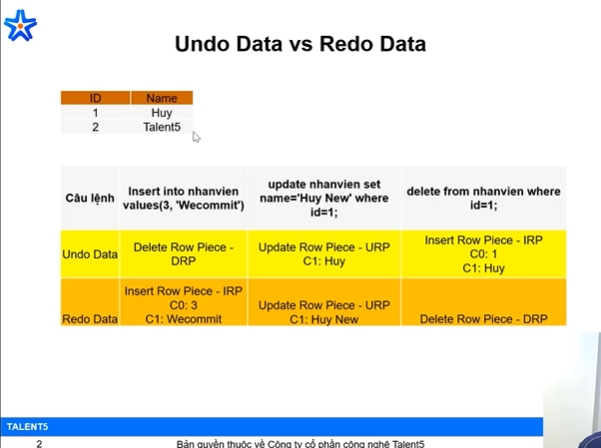 Undo Data vs Redo Data
ID Name
1 Huy
2 Talent5
Câu lệnh
Insert into nhanvien
values(3, 'Wecommit')
update nhanvien set
name='Huy New' where
id=1;
delete from nhanvien where
id=1;
Undo Data
Delete Row Piece -
DRP
Update Row Piece - URP
C1: Huy
Insert Row Piece - IRP
C0: 1
C1: Huy
Redo Data
Insert Row Piece - IRP
C0: 3
C1: Wecommit
Update Row Piece - URP
C1: Huy New
Delete Row Piece - DRP
TALENT5
2
Bản quyền thuộc về Công ty cổ phần công nghệ Talent5